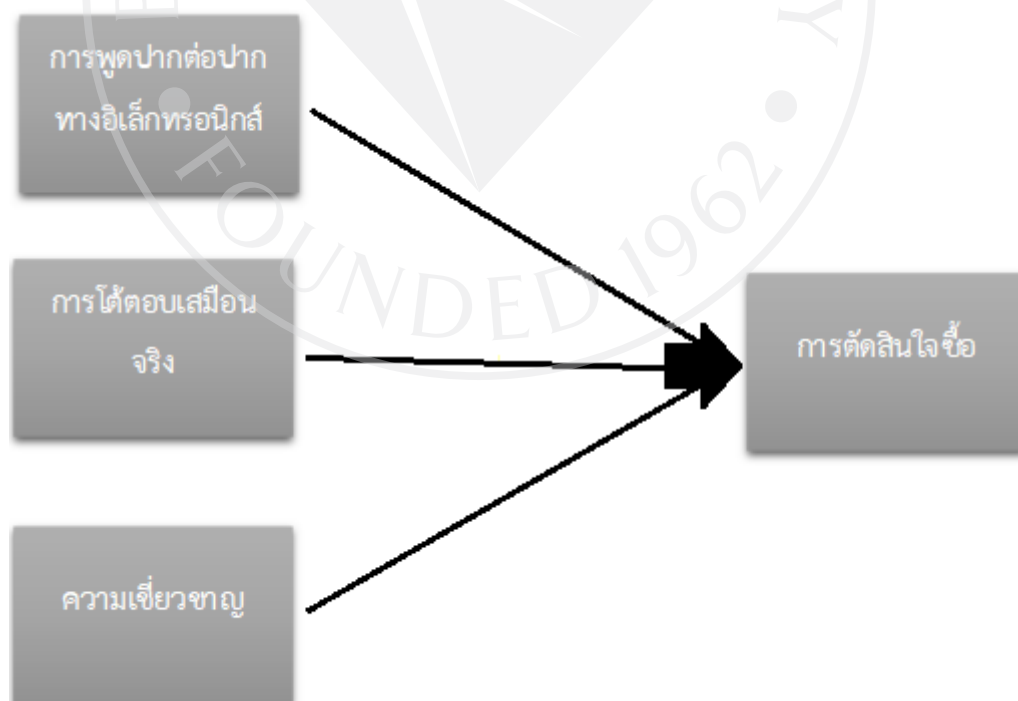 การพูดปากต่อปาก
ทางอิเล็กทรอนิกส์
การโต้ตอบเสมือน
จริง
การตัดสินใจซื้อ
ความเชี่ยวชาญ
FOUNDED 1962